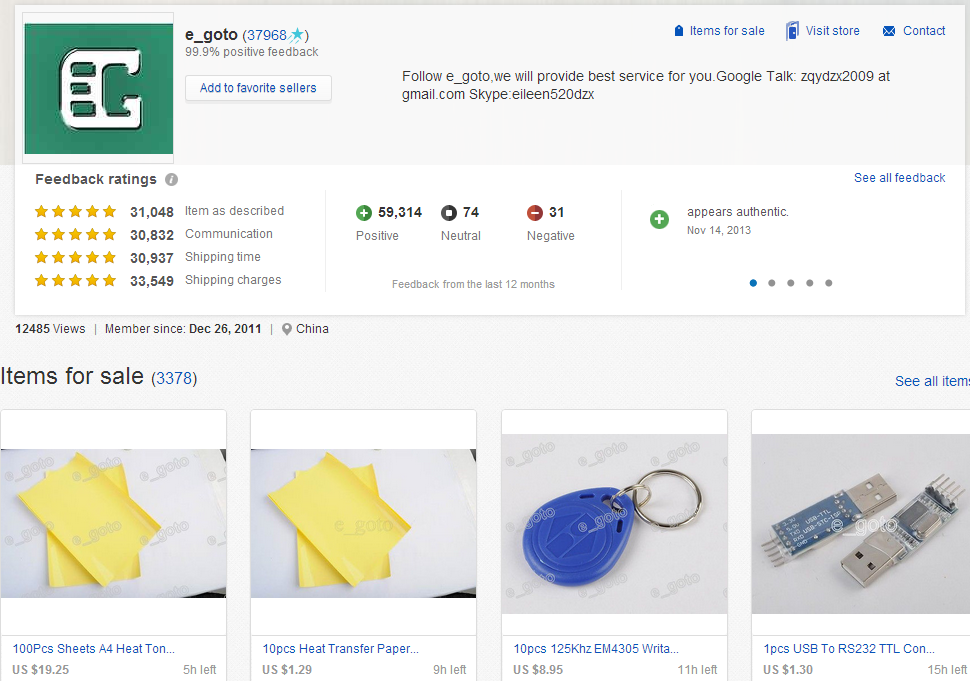 e_goto (37968)
99.9% positive feedback
Add to favorite sellers
Items for sale
Visit store
Contact
Follow e_goto,we will provide best service for you.Google Talk: zqydzx2009 at
gmail.com Skype:eileen520dzx
EG
Feedback ratings
See all feedback
31,048 Item as described
30,832 Communication
30,937 Shipping time
33,549 Shipping charges
59,314 74 31
Positive Neutral Negative
Feedback from the last 12 months
appears authentic.
Nov 14, 2013
12485 Views | Member since: Dec 26, 2011 | China
Items for sale (3378)
See all items
e_goto
e_goto
e_goto
e_goto
100Pcs Sheets A4 Heat Ton...
US $19.25 5h left
10pcs Heat Transfer Paper...
US $1.29 9h left
10pcs 125Khz EM4305 Writa...
US $8.95 11h left
1pcs USB To RS232 TTL Con...
US $1.30 15h left